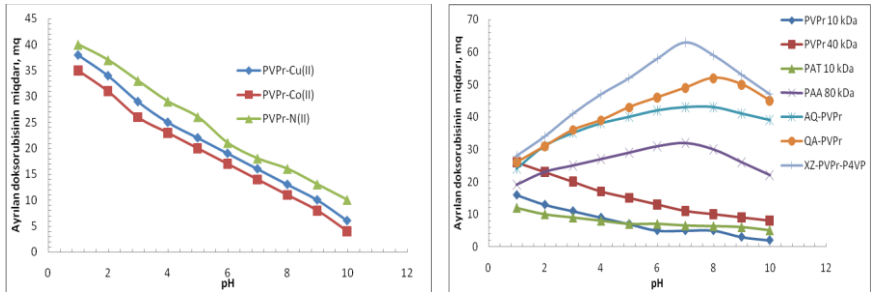 Ayrılan doksorubisinin miqdarı, mq
45
40
35
30
25
20
15
10
5
0
0 2 4 6 8 10 12
pH
PVPr-Cu(II)
PVPr-Co(II)
PVPr-N(II)
Ayrılan doksorubisinin miqdarı, mq
70
60
50
40
30
20
10
0
0 2 4 6 8 10 12
pH
PVPr 10 kDa
PVPr 40 kDa
PAT 10 kDa
PAA 80 kDa
AQ-PVPr
QA-PVPr
XZ-PVPr-P4VP